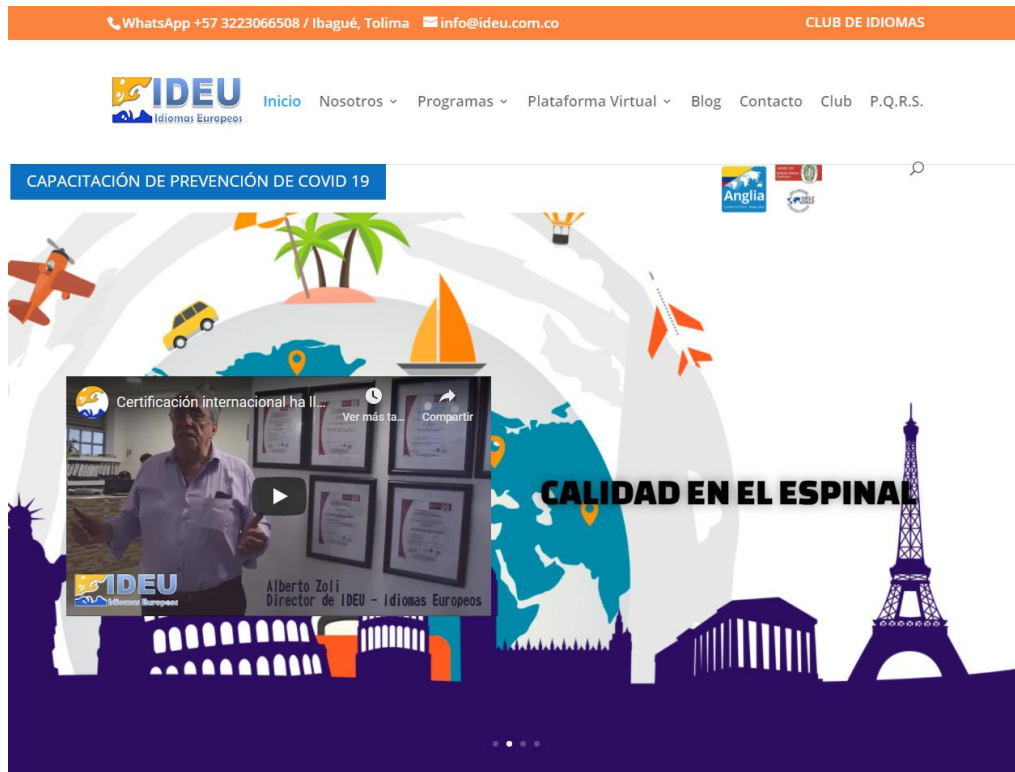 WhatsApp +57 3223066508 / Ibagué, Tolima info@ideu.com.co CLUB DE IDIOMAS
IDEU
Idiomas Europeos
Inicio Nosotros Programas Plataforma Virtual Blog Contacto Club P.Q.R.S.
CAPACITACIÓN DE PREVENCIÓN DE COVID 19
Anglia
Certificación internacional ha ll...
Ver más ta...
Compartir
CALIDAD EN EL ESPINAL
IDEU
Idiomas Europeos
Alberto Zoli
Director de IDEU - Idiomas Europeos